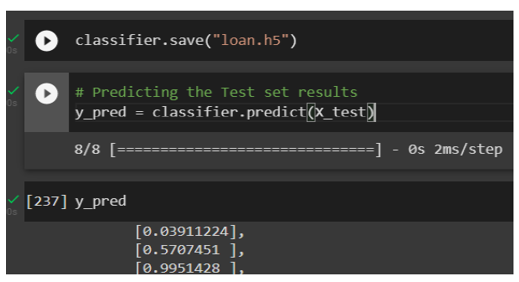 0s
classifier.save("loan.h5")
0s
# Predicting the Test set results
y_pred = classifier.predict(X_test)
8/8 [==============================] - 0s 2ms/step
0s
[237] y_pred
[0.03911224],
[0.5707451 ],
[0.9951428 ],